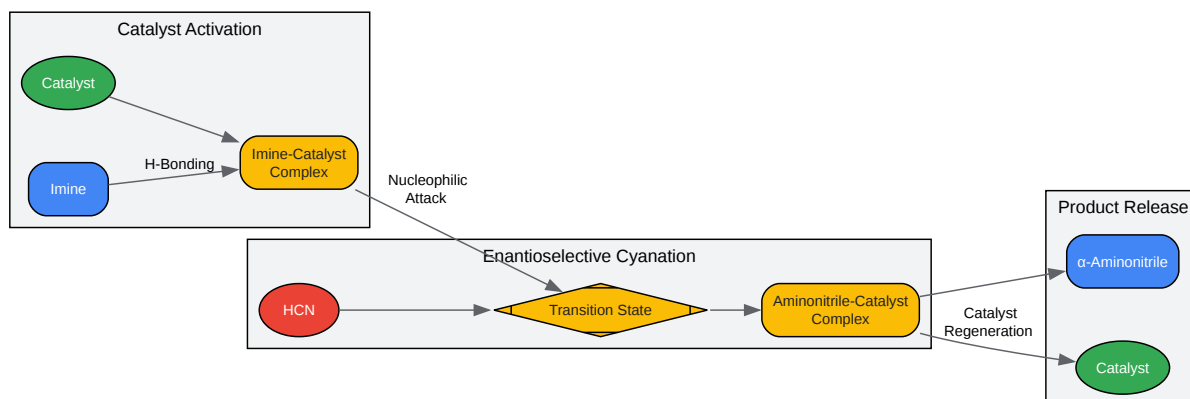 Catalyst Activation
Catalyst
Imine
H-Bonding
Imine-Catalyst
Complex
Nucleophilic
Attack
Enantioselective Cyanation
HCN
Transition State
Aminonitrile-Catalyst
Complex
Catalyst
Regeneration
Product Release
α-Aminonitrile
Catalyst